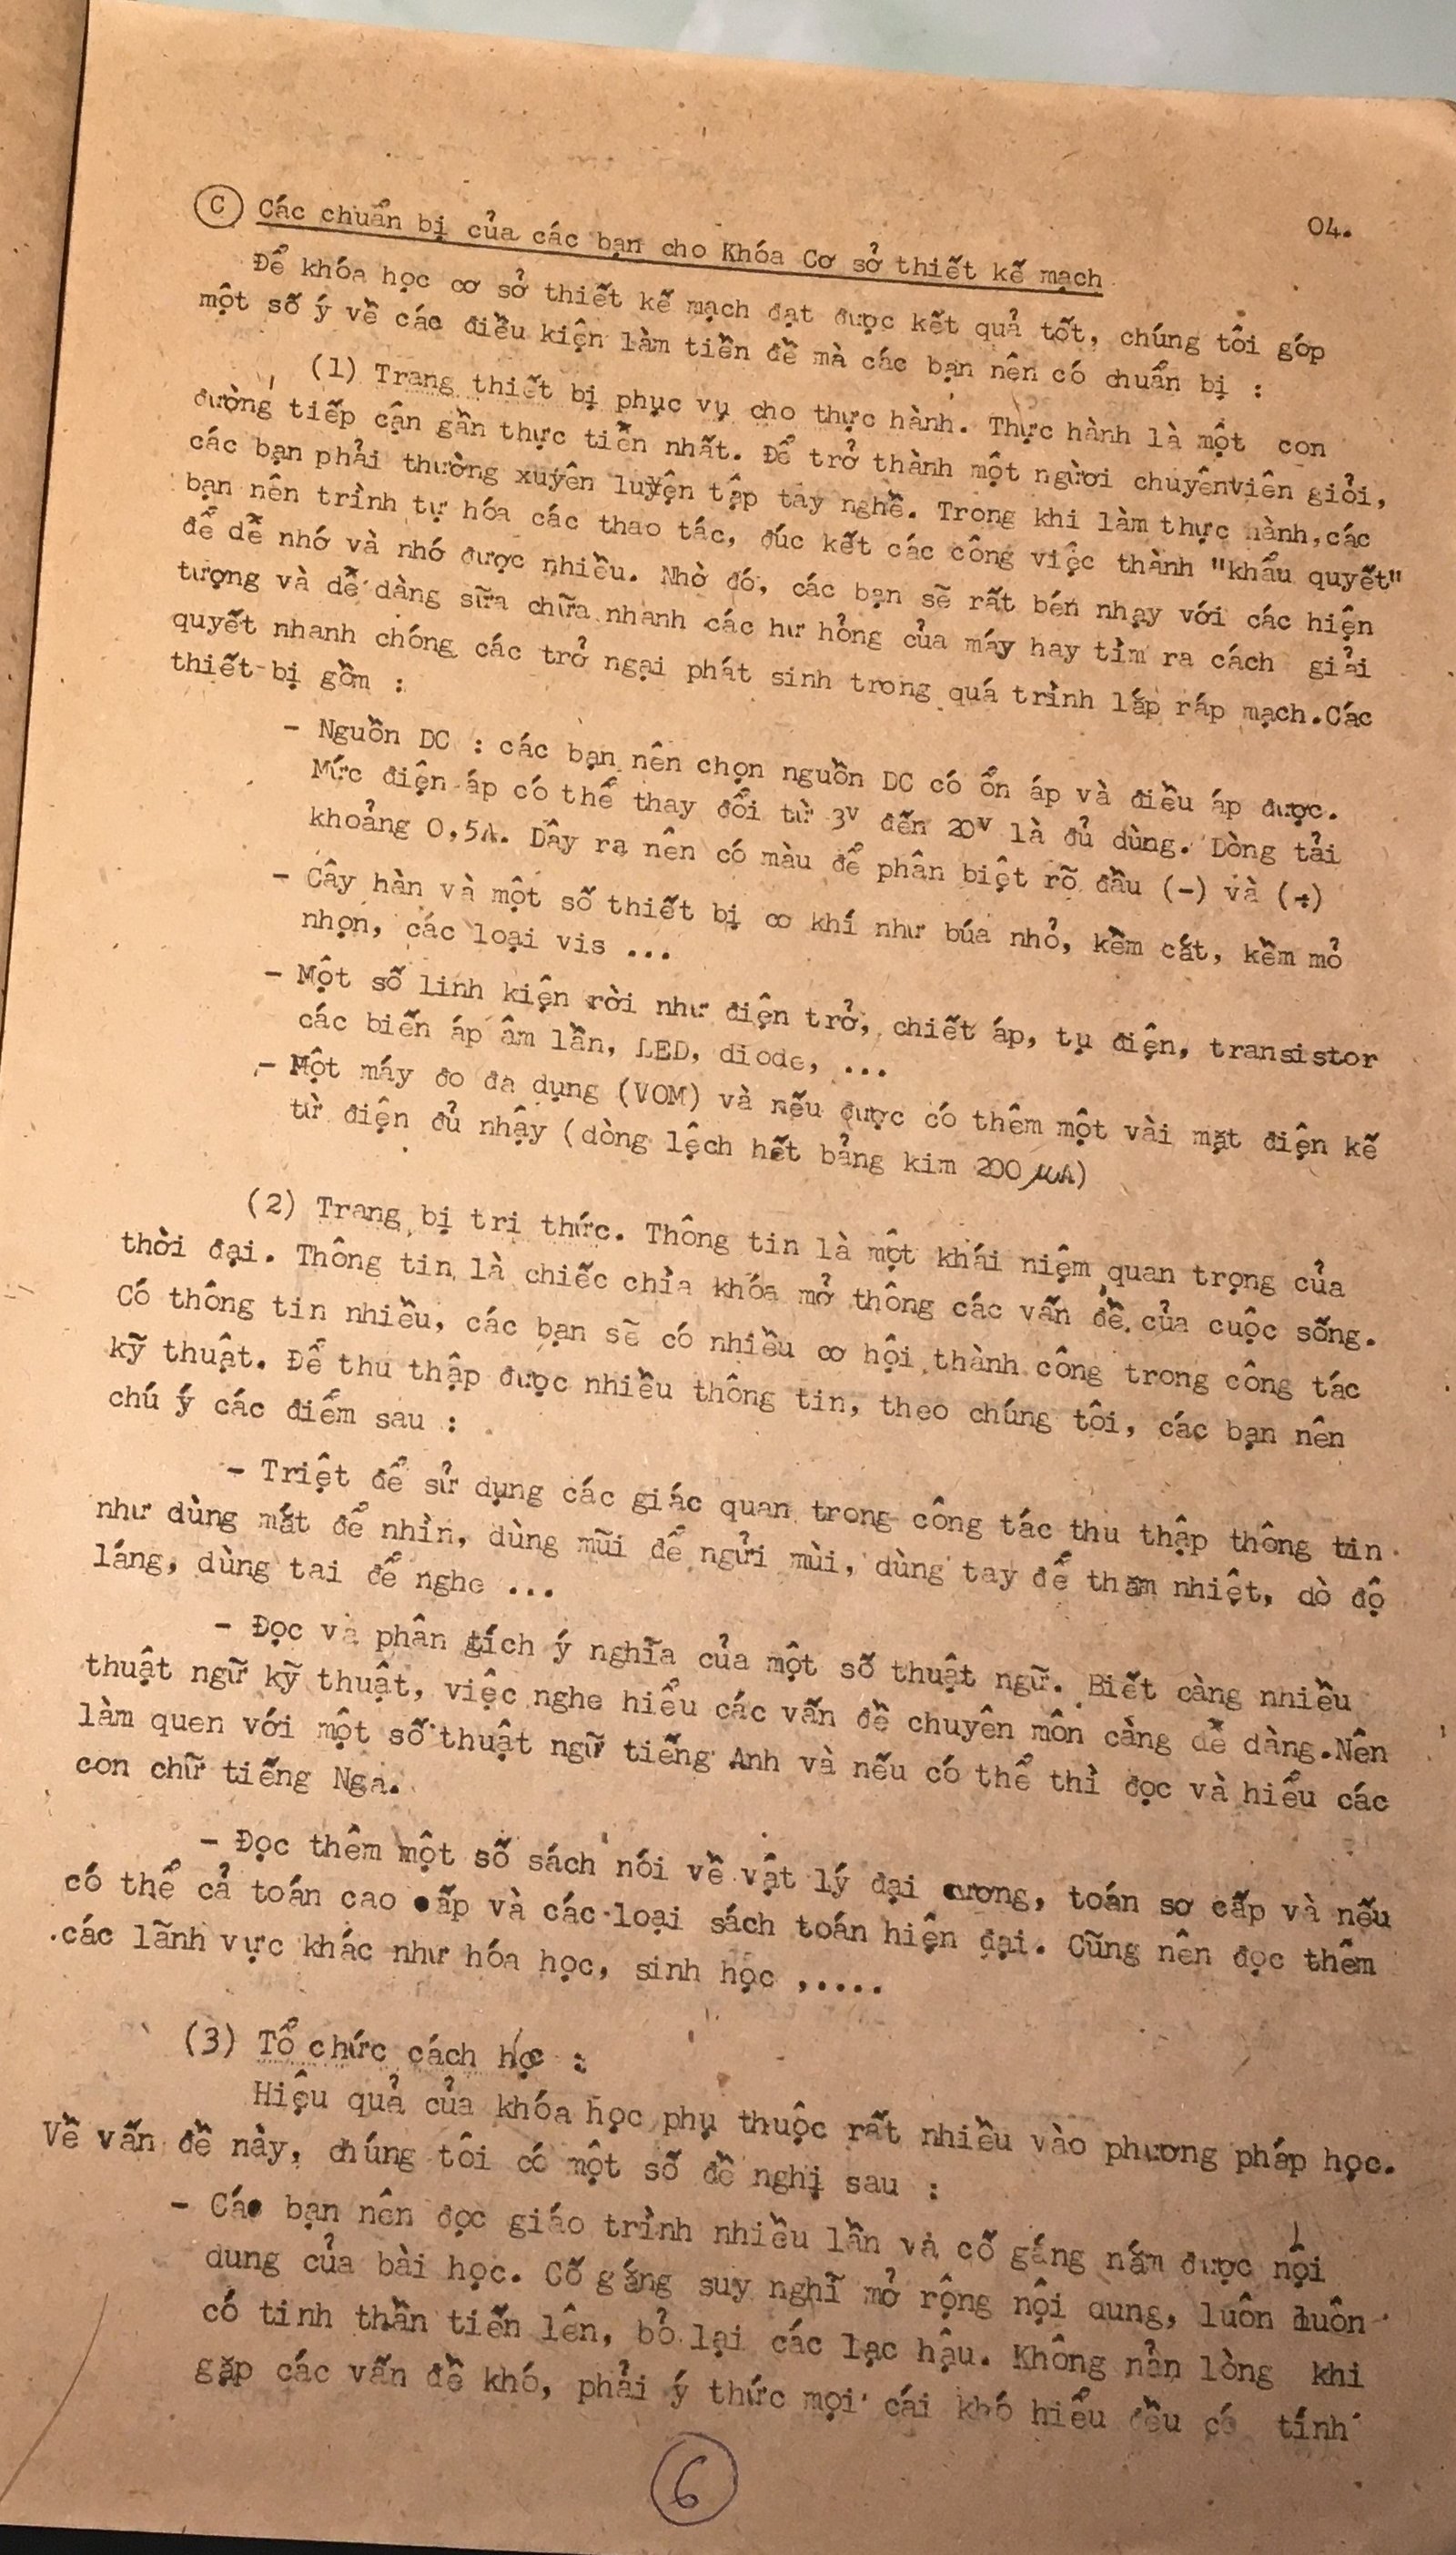 04.
C Các chuẩn bị của các bạn cho Khóa Cơ sở thiết kế mạch
Để khóa học cơ sở thiết kế mạch đạt được kết quả tốt, chúng tôi góp
một số ý về các điều kiện làm tiền đề mà các bạn nên có chuẩn bị :
(1) Trang thiết bị phục vụ cho thực hành. Thực hành là một con
đường tiếp cận gần thực tiễn nhất. Để trở thành một người chuyên viên giỏi,
các bạn phải thường xuyên luyện tập tay nghề. Trong khi làm thực hành, các
bạn nên trình tự hóa các thao tác, đúc kết các công việc thành "khẩu quyết"
để dễ nhớ và nhớ được nhiều. Nhờ đó, các bạn sẽ rất bén nhạy với các hiện
tượng và dễ dàng sữa chữa nhanh các hư hỏng của máy hay tìm ra cách giải
quyết nhanh chóng các trở ngại phát sinh trong quá trình lắp ráp mạch.Các
thiết bị gồm :
- Nguồn DC : các bạn nên chọn nguồn DC có ổn áp và điều áp được.
Mức điện áp có thể thay đổi từ 3V đến 20V là đủ dùng. Dòng tải
khoảng 0,5A. Dây ra nên có màu để phân biệt rõ đầu (-) và (+)
- Cây hàn và một số thiết bị cơ khí như búa nhỏ, kềm cắt, kềm mỏ
nhọn, các loại vis ...
- Một số linh kiện rời như điện trở, chiết áp, tụ điện, transistor
các biến áp âm lần, LED, diode, ...
- Một máy đo đa dụng (VOM) và nếu được có thêm một vài mặt điện kế
từ điện đủ nhậy (dòng lệch hết bảng kim 200 µA)
(2) Trang bị tri thức. Thông tin là một khái niệm quan trọng của
thời đại. Thông tin là chiếc chìa khóa mở thông các vấn đề của cuộc sống.
Có thông tin nhiều, các bạn sẽ có nhiều cơ hội thành công trong công tác
kỹ thuật. Để thu thập được nhiều thông tin, theo chúng tôi, các bạn nên
chú ý các điểm sau :
- Triệt để sử dụng các giác quan trong công tác thu thập thông tin
như dùng mắt để nhìn, dùng mũi để ngửi mùi, dùng tay để thăm nhiệt, dò độ
láng, dùng tai để nghe ...
- Đọc và phân tích ý nghĩa của một số thuật ngữ. Biết càng nhiều
thuật ngữ kỹ thuật, việc nghe hiểu các vấn đề chuyên môn càng dễ dàng.Nên
làm quen với một số thuật ngữ tiếng Anh và nếu có thể thì đọc và hiểu các
con chữ tiếng Nga.
- Đọc thêm một số sách nói về vật lý đại cương, toán sơ cấp và nếu
có thể cả toán cao cấp và các loại sách toán hiện đại. Cũng nên đọc thêm
các lãnh vực khác như hóa học, sinh học ,.....
(3) Tổ chức cách học :
Hiệu quả của khóa học phụ thuộc rất nhiều vào phương pháp học.
Về vấn đề này, chúng tôi có một số đề nghị sau :
- Các bạn nên đọc giáo trình nhiều lần và cố gắng nắm được nội
dung của bài học. Cố gắng suy nghĩ mở rộng nội dung, luôn luôn
có tinh thần tiến lên, bỏ lại các lạc hậu. Không nản lòng khi
gặp các vấn đề khó, phải ý thức mọi cái khó hiểu đều có tính
6